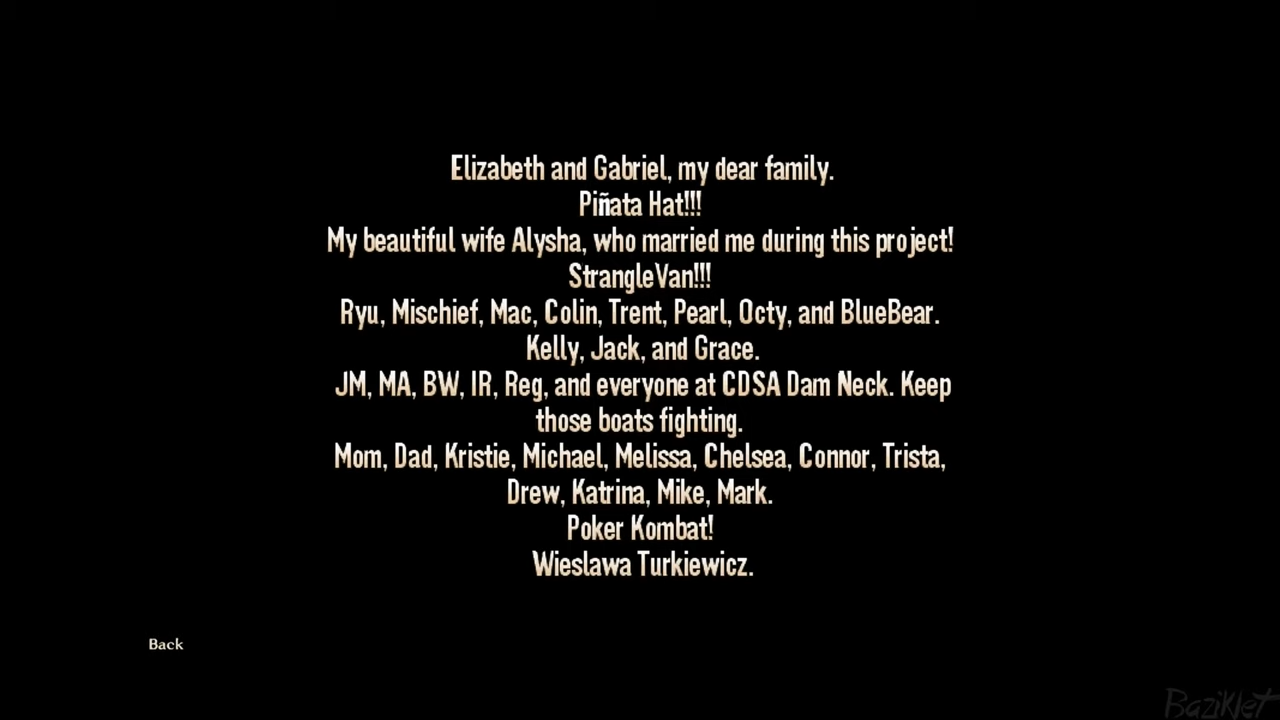 Elizabeth and Gabriel, my dear family.
Piñata Hat!!!
My beautiful wife Alysha, who married me during this project!
StrangleVan!!!
Ryu, Mischief, Mac, Colin, Trent, Pearl, Octy, and BlueBear.
Kelly, Jack, and Grace.
JM, MA, BW, IR, Reg, and everyone at CDSA Dam Neck. Keep
those boats fighting.
Mom, Dad, Kristie, Michael, Melissa, Chelsea, Connor, Trista,
Drew, Katrina, Mike, Mark.
Poker Kombat!
Wieslawa Turkiewicz.
Back
Baziklet